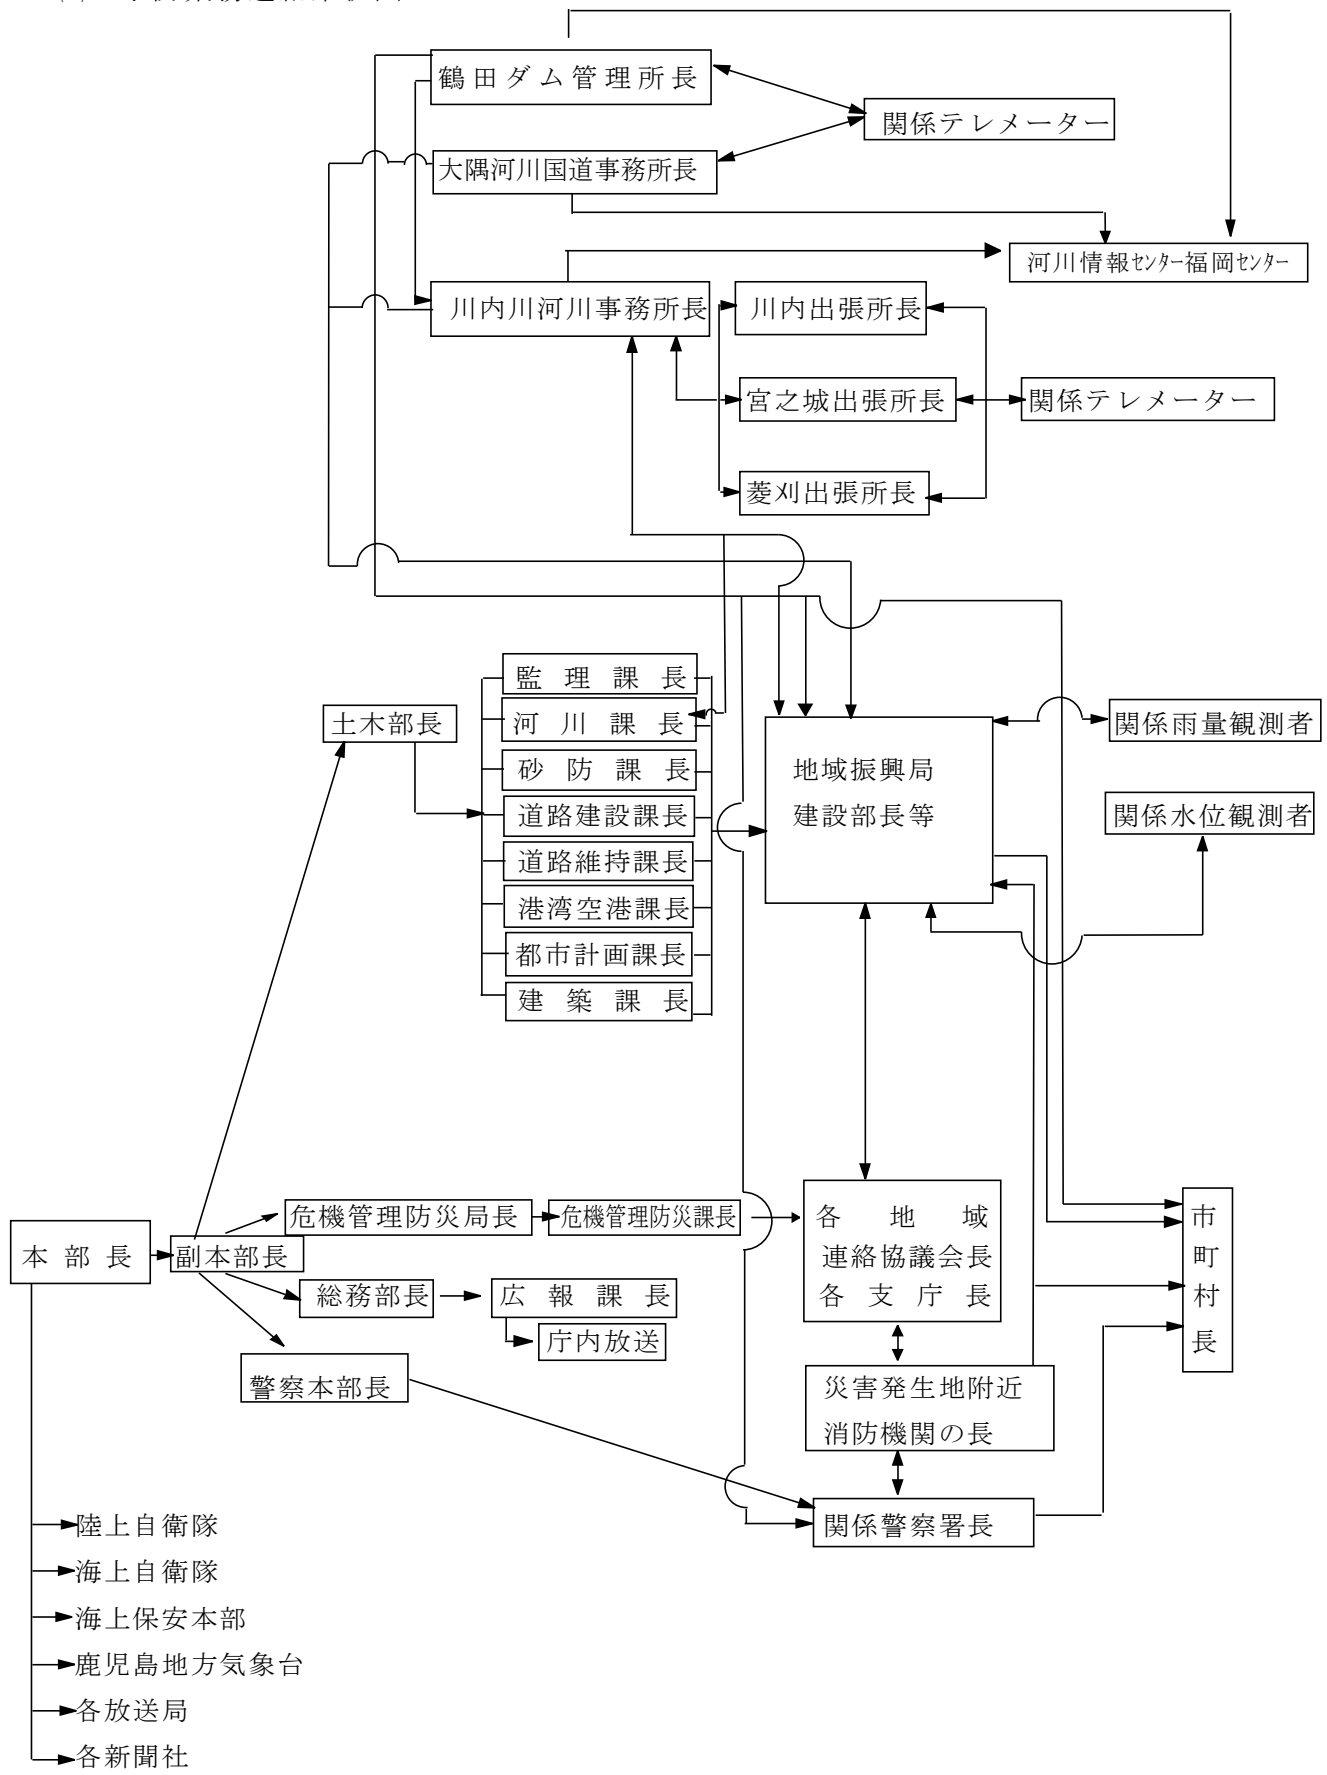 鶴田ダム管理所長
関係テレメーター
大隅河川国道事務所長
河川情報センター福岡センター
川内川河川事務所長
川内出張所長
宮之城出張所長
関係テレメーター
菱刈出張所長
監理課長
土木部長
河川課長
関係雨量観測者
砂防課長
地域振興局
建設部長等
道路建設課長
関係水位観測者
道路維持課長
港湾空港課長
都市計画課長
建築課長
危機管理防災局長
危機管理防災課長
各地域
連絡協議会長
各支庁長
市町村長
本部長
副本部長
総務部長
広報課長
庁内放送
警察本部長
災害発生地附近
消防機関の長
関係警察署長
陸上自衛隊
海上自衛隊
海上保安本部
鹿児島地方気象台
各放送局
各新聞社